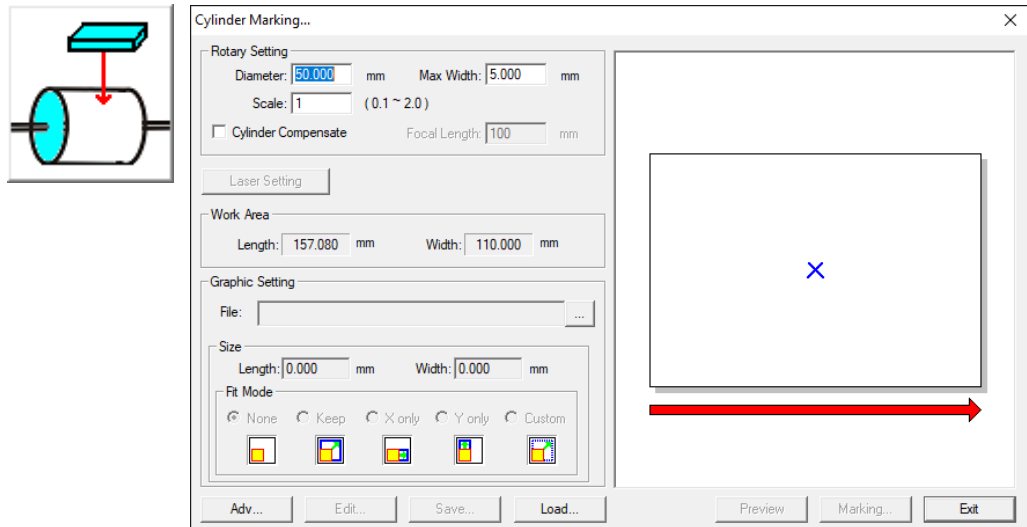 Cylinder Marking...
Rotary Setting
Diameter: 50.000 mm Max Width: 5.000 mm
Scale: 1 ( 0.1 ~ 2.0 )
Cylinder Compensate Focal Length: 100 mm
Laser Setting
Work Area
Length: 157.080 mm Width: 110.000 mm
Graphic Setting
File: ...
Size
Length: 0.000 mm Width: 0.000 mm
Fit Mode
None Keep X only Y only Custom
Adv... Edit... Save... Load... Preview Marking... Exit